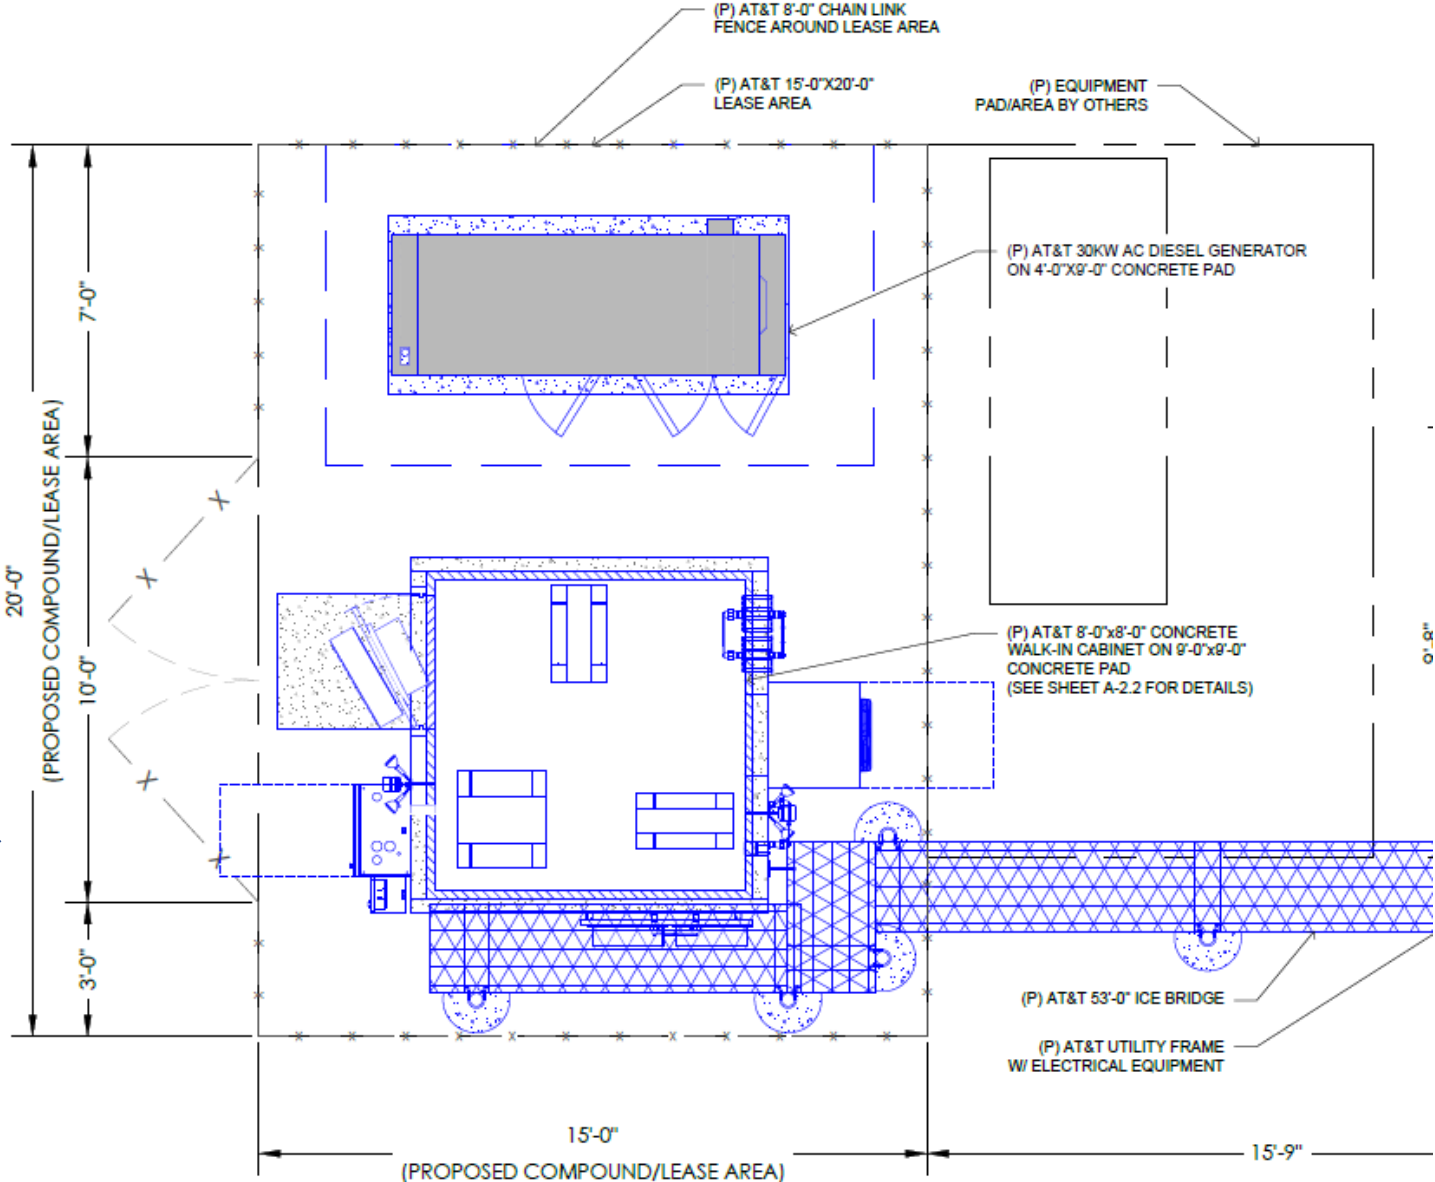 (P) AT&T 8'-0" CHAIN LINK
FENCE AROUND LEASE AREA
(P) AT&T 15'-0"X20'-0"
LEASE AREA
(P) EQUIPMENT
PAD/AREA BY OTHERS
(P) AT&T 30KW AC DIESEL GENERATOR
ON 4'-0"X9'-0" CONCRETE PAD
7'-0"
20'-0"
(PROPOSED COMPOUND/LEASE AREA)
10'-0"
3'-0"
(P) AT&T 8'-0"x8'-0" CONCRETE
WALK-IN CABINET ON 9'-0"x9'-0"
CONCRETE PAD
(SEE SHEET A-2.2 FOR DETAILS)
(P) AT&T 53'-0" ICE BRIDGE
(P) AT&T UTILITY FRAME
W/ ELECTRICAL EQUIPMENT
15'-0"
(PROPOSED COMPOUND/LEASE AREA)
15'-9"